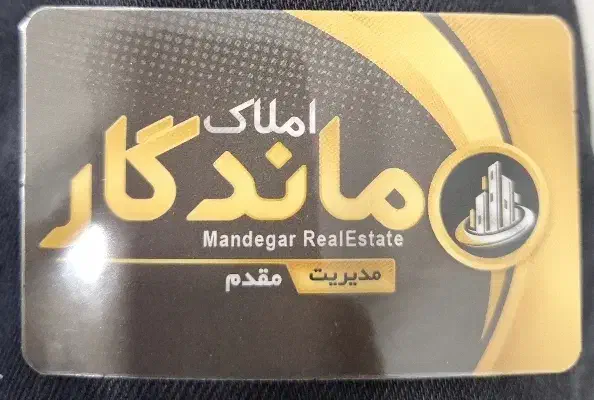 املاک
ماندگار
Mandegar RealEstate
مدیریت مقدم